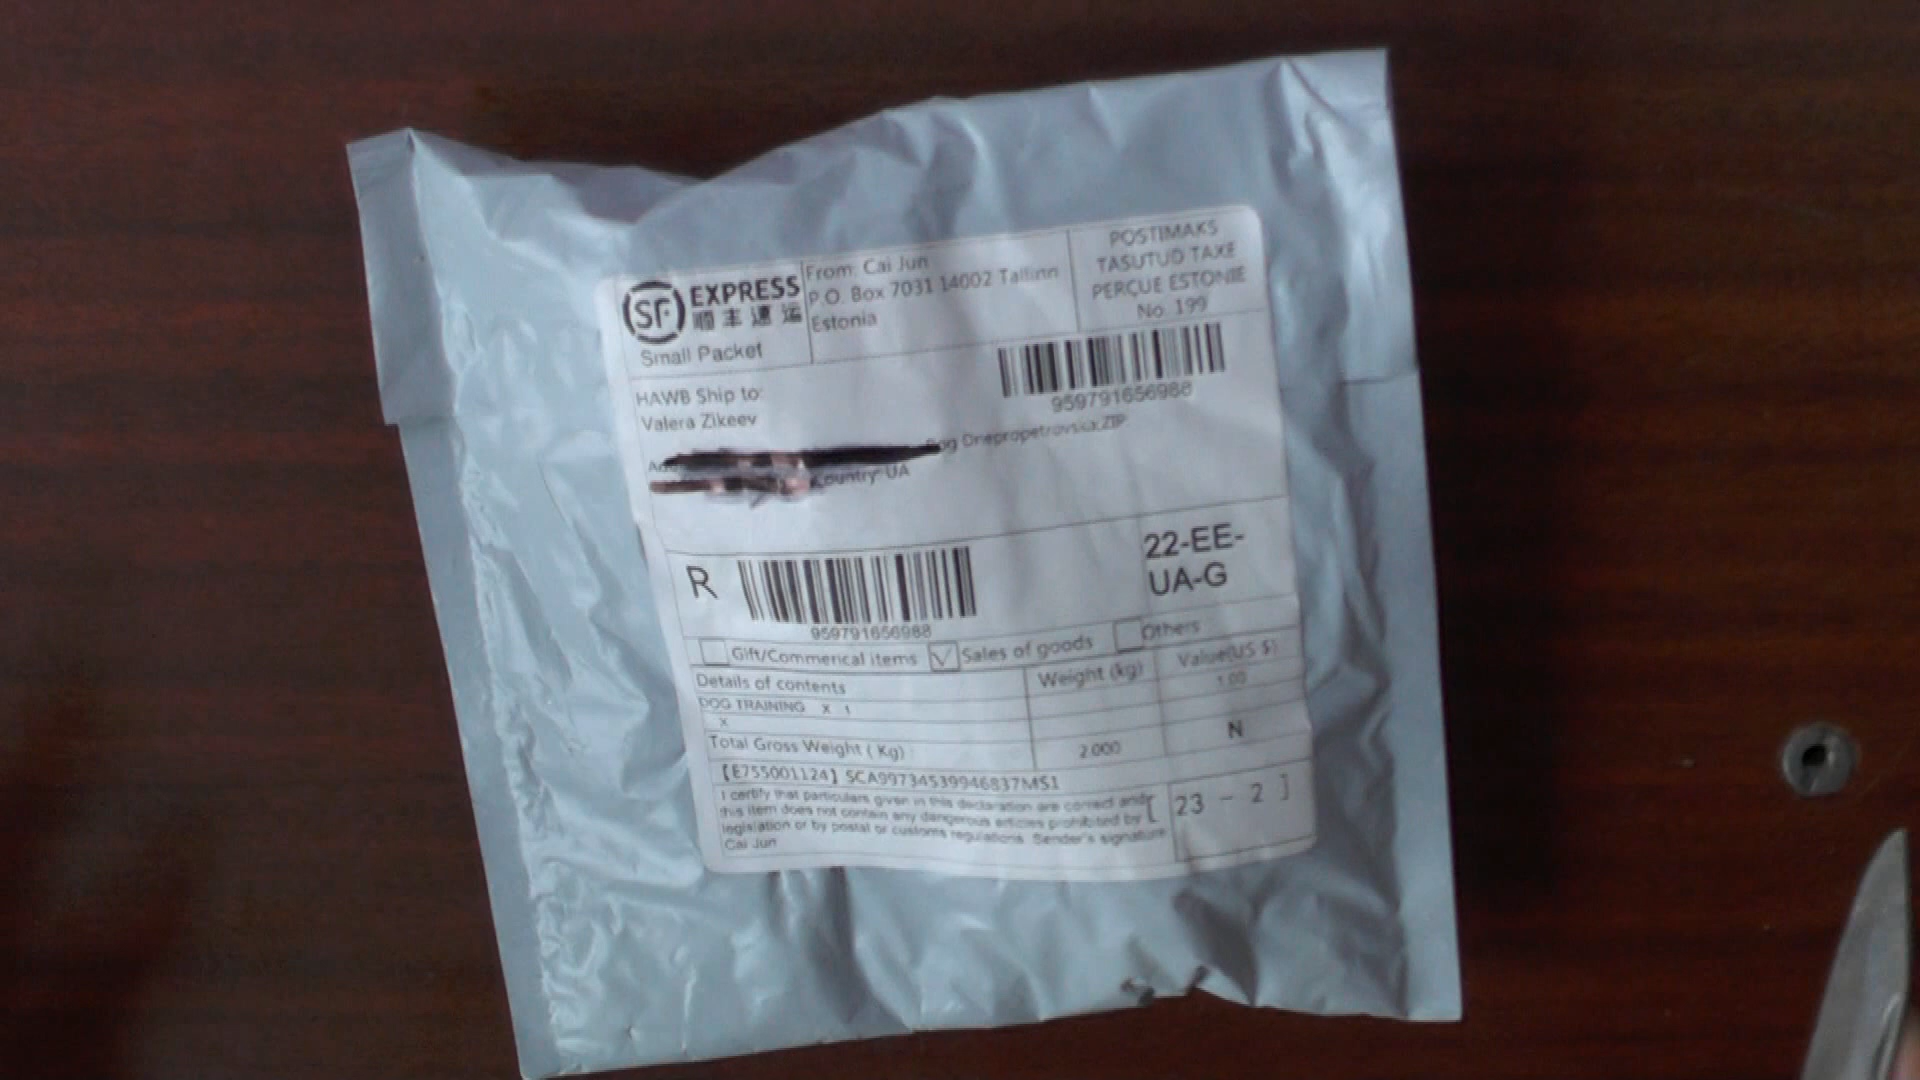 SF EXPRESS
顺丰速运
Small Packet
From: Cai Jun
P.O. Box 7031 14002 Tallinn
Estonia
POSTIMAKS
TASUTUD TAXE
PERÇUE ESTONIE
No. 199
959791656988
HAWB Ship to:
Valera Zikeev
Dnepropetrovska,ZIP
Country: UA
R
959791656988
22-EE-
UA-G
Gift/Commerical items
Sales of goods
Others
Details of contents
Weight (kg)
Value(US $)
DOG TRAINING X 1
1.00
X
Total Gross Weight ( Kg)
2.000
N
【E755001124】 SCA99734539946837MS1
I certify that particulars given in this declaration are correct and
this item does not contain any dangerous articles prohibited by
legislation or by postal or customs regulations. Sender's signature
Cai Jun
[ 23 - 2 ]